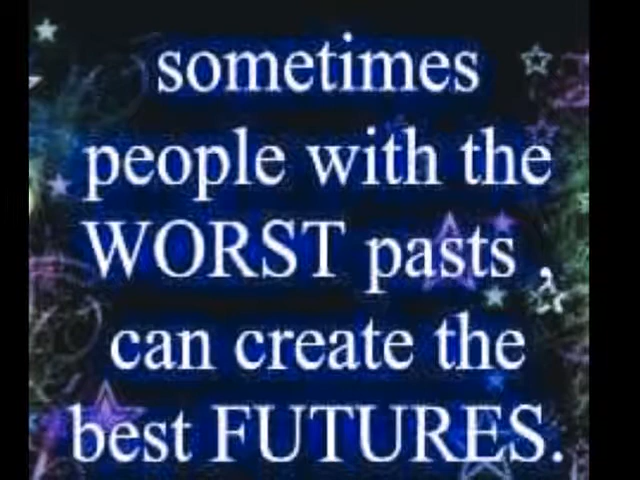 sometimes
people with the
WORST pasts ,
can create the
best FUTURES.